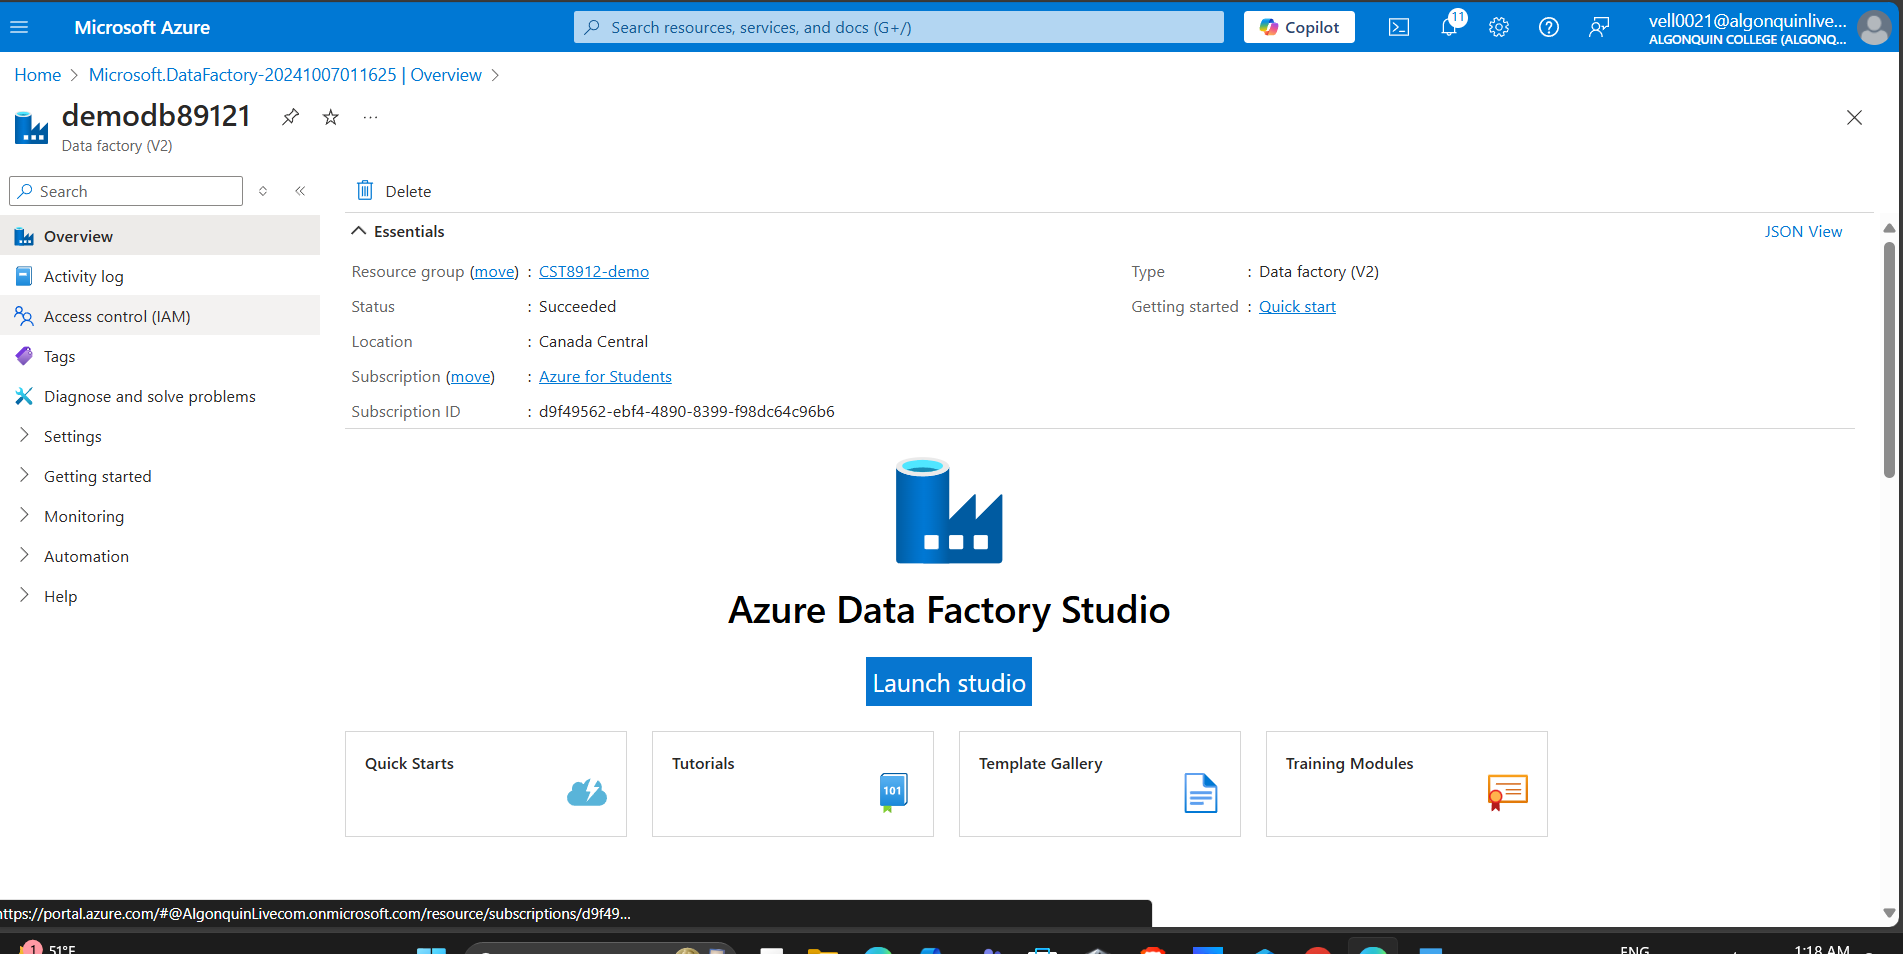 Microsoft Azure
Search resources, services, and docs (G+/)
Copilot
11
vell0021@algonquinlive...
ALGONQUIN COLLEGE (ALGONQ...
Home > Microsoft.DataFactory-20241007011625 | Overview >
demodb89121
...
Data factory (V2)
Search
Delete
Overview
Activity log
Access control (IAM)
Tags
Diagnose and solve problems
Settings
Getting started
Monitoring
Automation
Help
Essentials
JSON View
Resource group (move) : CST8912-demo
Status : Succeeded
Location : Canada Central
Subscription (move) : Azure for Students
Subscription ID : d9f49562-ebf4-4890-8399-f98dc64c96b6
Type : Data factory (V2)
Getting started : Quick start
Azure Data Factory Studio
Launch studio
Quick Starts
Tutorials
101
Template Gallery
Training Modules
https://portal.azure.com/#@AlgonquinLivecom.onmicrosoft.com/resource/subscriptions/d9f49...
1
51°F
ENG
1:18 AM